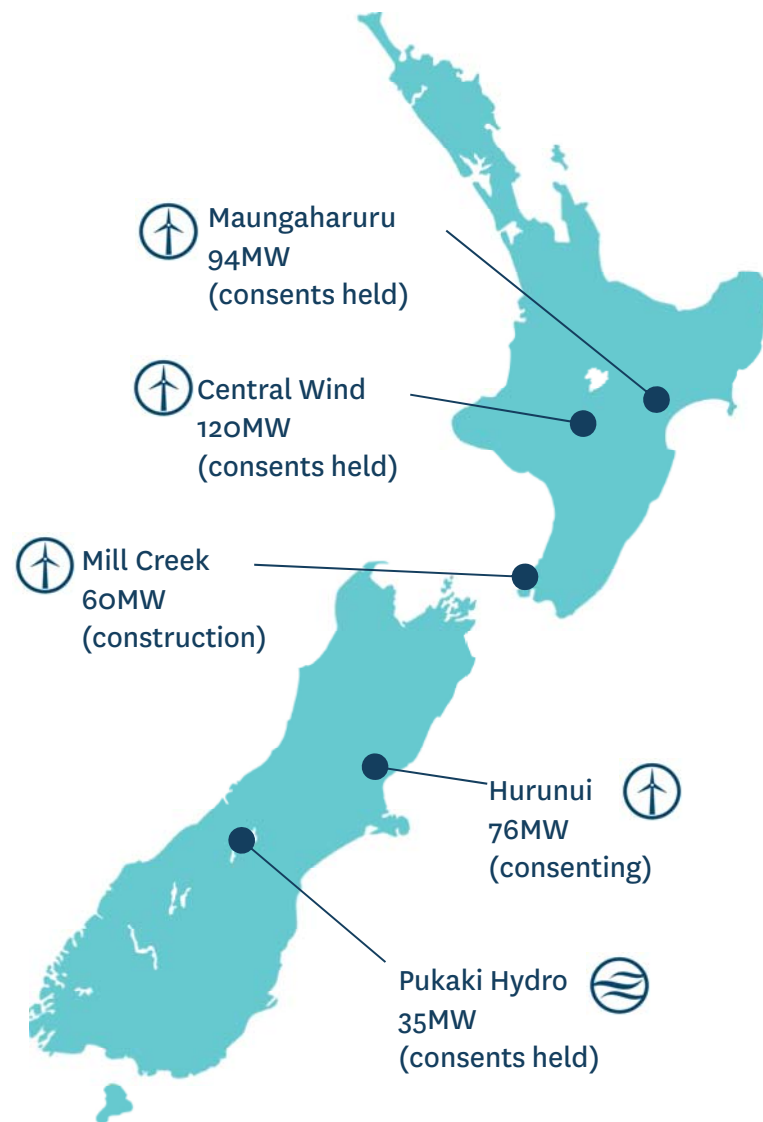 Maungaharuru
94MW
(consents held)
Central Wind
120MW
(consents held)
Mill Creek
60MW
(construction)
Hurunui
76MW
(consenting)
Pukaki Hydro
35MW
(consents held)